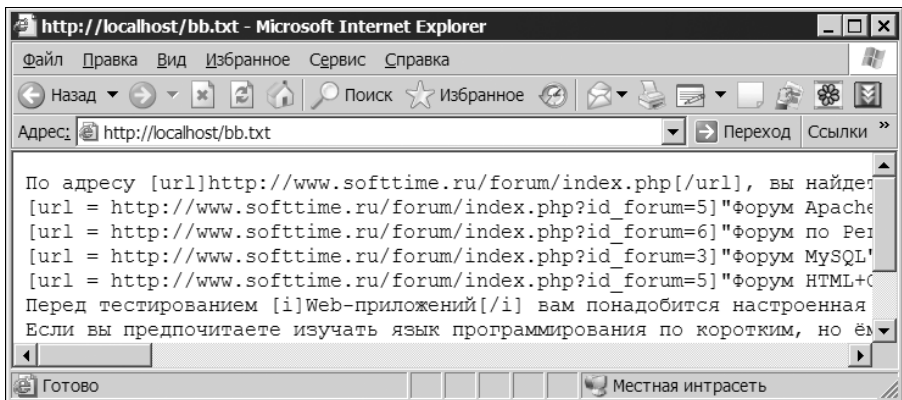 http://localhost/bb.txt - Microsoft Internet Explorer
Файл Правка Вид Избранное Сервис Справка
Назад Поиск Избранное
Адрес: http://localhost/bb.txt Переход Ссылки »
По адресу [url]http://www.softtime.ru/forum/index.php[/url], вы найдет
[url = http://www.softtime.ru/forum/index.php?id_forum=5]"Форум Apache
[url = http://www.softtime.ru/forum/index.php?id_forum=6]"Форум по Рег
[url = http://www.softtime.ru/forum/index.php?id_forum=3]"Форум MySQL"
[url = http://www.softtime.ru/forum/index.php?id_forum=5]"Форум HTML+C
Перед тестированием [i]Web-приложений[/i] вам понадобится настроенная
Если вы предпочитаете изучать язык программирования по коротким, но ём
Готово Местная интрасеть